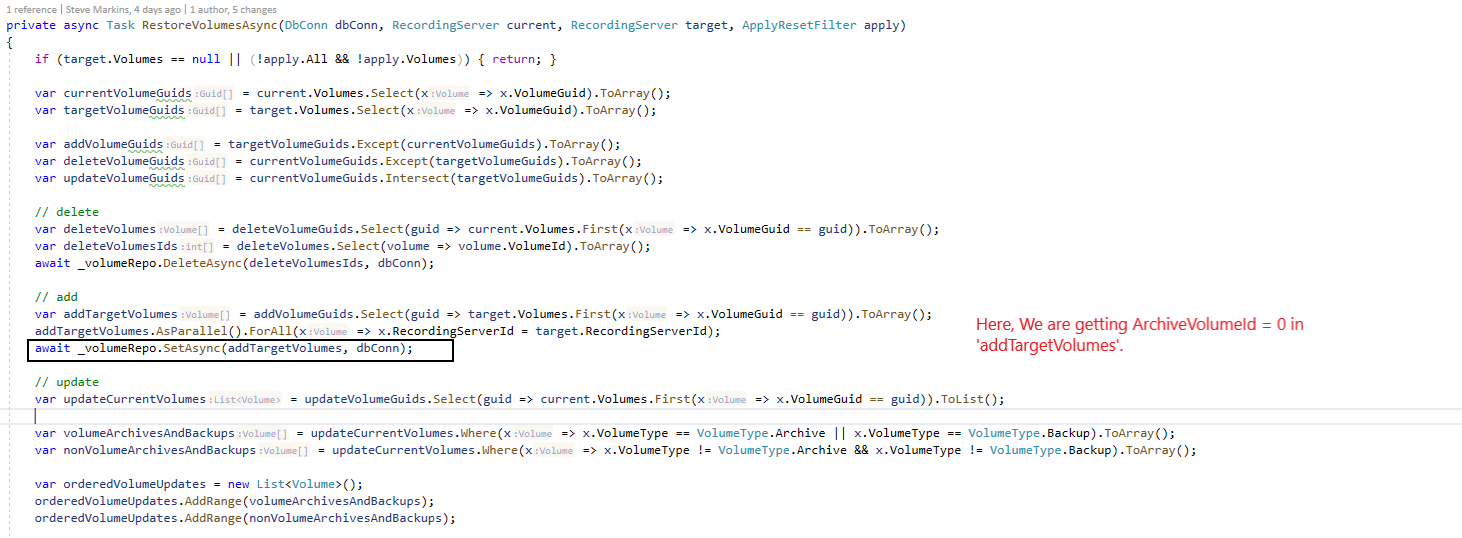 1 reference | Steve Markins, 4 days ago | 1 author, 5 changes
private async Task RestoreVolumesAsync(DbConn dbConn, RecordingServer current, RecordingServer target, ApplyResetFilter apply)
{
if (target.Volumes == null || (!apply.All && !apply.Volumes)) { return; }
var currentVolumeGuids :Guid[] = current.Volumes.Select(x :Volume => x.VolumeGuid).ToArray();
var targetVolumeGuids :Guid[] = target.Volumes.Select(x :Volume => x.VolumeGuid).ToArray();
var addVolumeGuids :Guid[] = targetVolumeGuids.Except(currentVolumeGuids).ToArray();
var deleteVolumeGuids :Guid[] = currentVolumeGuids.Except(targetVolumeGuids).ToArray();
var updateVolumeGuids :Guid[] = currentVolumeGuids.Intersect(targetVolumeGuids).ToArray();
// delete
var deleteVolumes :Volume[] = deleteVolumeGuids.Select(guid => current.Volumes.First(x :Volume => x.VolumeGuid == guid)).ToArray();
var deleteVolumesIds :int[] = deleteVolumes.Select(volume => volume.VolumeId).ToArray();
await _volumeRepo.DeleteAsync(deleteVolumesIds, dbConn);
// add
var addTargetVolumes :Volume[] = addVolumeGuids.Select(guid => target.Volumes.First(x :Volume => x.VolumeGuid == guid)).ToArray();
addTargetVolumes.AsParallel().ForAll(x :Volume => x.RecordingServerId = target.RecordingServerId);
await _volumeRepo.SetAsync(addTargetVolumes, dbConn);
Here, We are getting ArchiveVolumeId = 0 in
'addTargetVolumes'.
// update
var updateCurrentVolumes :List<Volume> = updateVolumeGuids.Select(guid => current.Volumes.First(x :Volume => x.VolumeGuid == guid)).ToList();
var volumeArchivesAndBackups :Volume[] = updateCurrentVolumes.Where(x :Volume => x.VolumeType == VolumeType.Archive || x.VolumeType == VolumeType.Backup).ToArray();
var nonVolumeArchivesAndBackups :Volume[] = updateCurrentVolumes.Where(x :Volume => x.VolumeType != VolumeType.Archive && x.VolumeType != VolumeType.Backup).ToArray();
var orderedVolumeUpdates = new List<Volume>();
orderedVolumeUpdates.AddRange(volumeArchivesAndBackups);
orderedVolumeUpdates.AddRange(nonVolumeArchivesAndBackups);